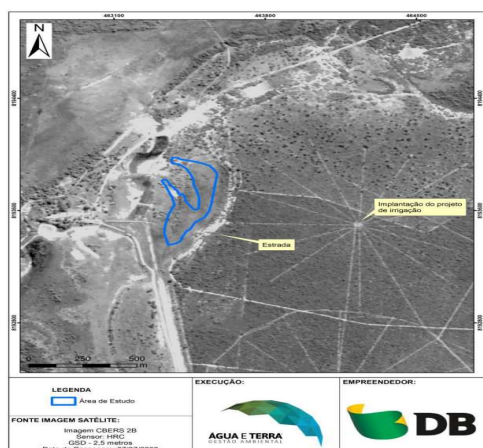 463100 463800 464500
N
Implantação do projeto
de irrigação
Estrada
0 250 500
m
LEGENDA
Área de Estudo
FONTE IMAGEM SATÉLITE:
Imagem CBERS 2B
Sensor: HRC
GSD - 2,5 metros
EXECUÇÃO:
ÁGUA E TERRA
GESTÃO AMBIENTAL
EMPREENDEDOR:
DB